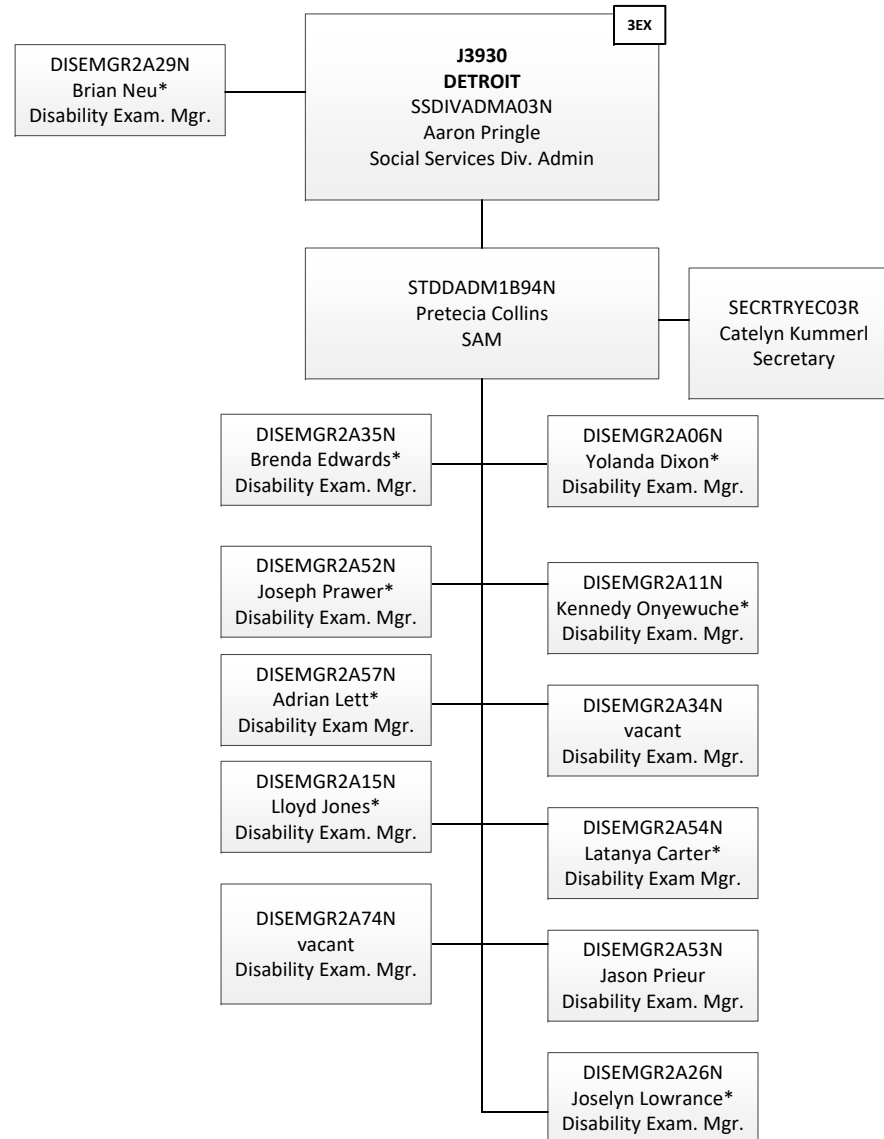 3EX
DISEMGR2A29N
Brian Neu*
Disability Exam. Mgr.
J3930
DETROIT
SSDIVADMA03N
Aaron Pringle
Social Services Div. Admin
STDDADM1B94N
Pretecia Collins
SAM
SECRTRYEC03R
Catelyn Kummerl
Secretary
DISEMGR2A35N
Brenda Edwards*
Disability Exam. Mgr.
DISEMGR2A06N
Yolanda Dixon*
Disability Exam. Mgr.
DISEMGR2A52N
Joseph Prawer*
Disability Exam. Mgr.
DISEMGR2A11N
Kennedy Onyewuche*
Disability Exam. Mgr.
DISEMGR2A57N
Adrian Lett*
Disability Exam Mgr.
DISEMGR2A34N
vacant
Disability Exam. Mgr.
DISEMGR2A15N
Lloyd Jones*
Disability Exam. Mgr.
DISEMGR2A54N
Latanya Carter*
Disability Exam Mgr.
DISEMGR2A74N
vacant
Disability Exam. Mgr.
DISEMGR2A53N
Jason Prieur
Disability Exam. Mgr.
DISEMGR2A26N
Joselyn Lowrance*
Disability Exam. Mgr.